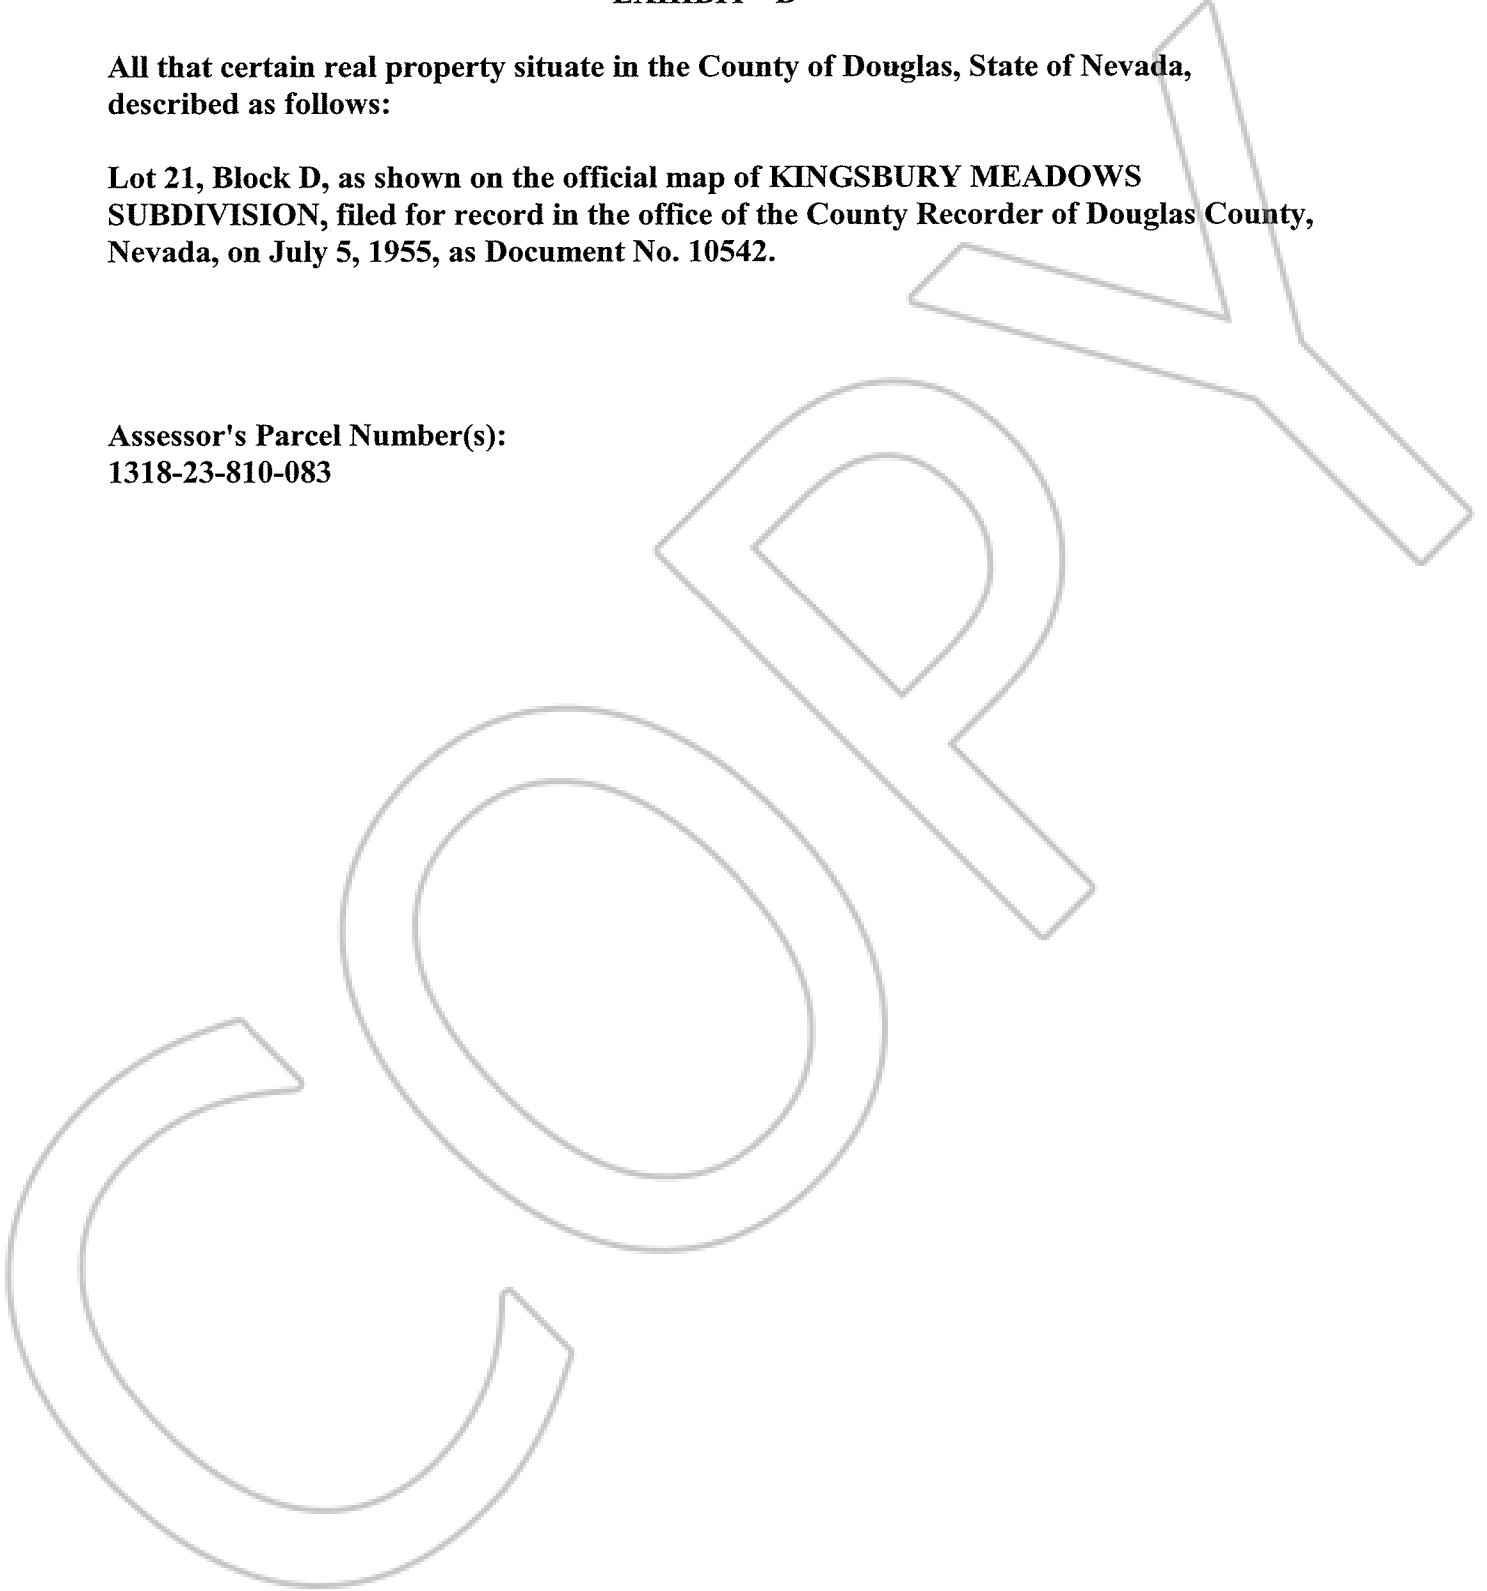 All that certain real property situate in the County of Douglas, State of Nevada,
described as follows:
Lot 21, Block D, as shown on the official map of KINGSBURY MEADOWS
SUBDIVISION, filed for record in the office of the County Recorder of Douglas County,
Nevada, on July 5, 1955, as Document No. 10542.
Assessor's Parcel Number(s):
1318-23-810-083
COPY